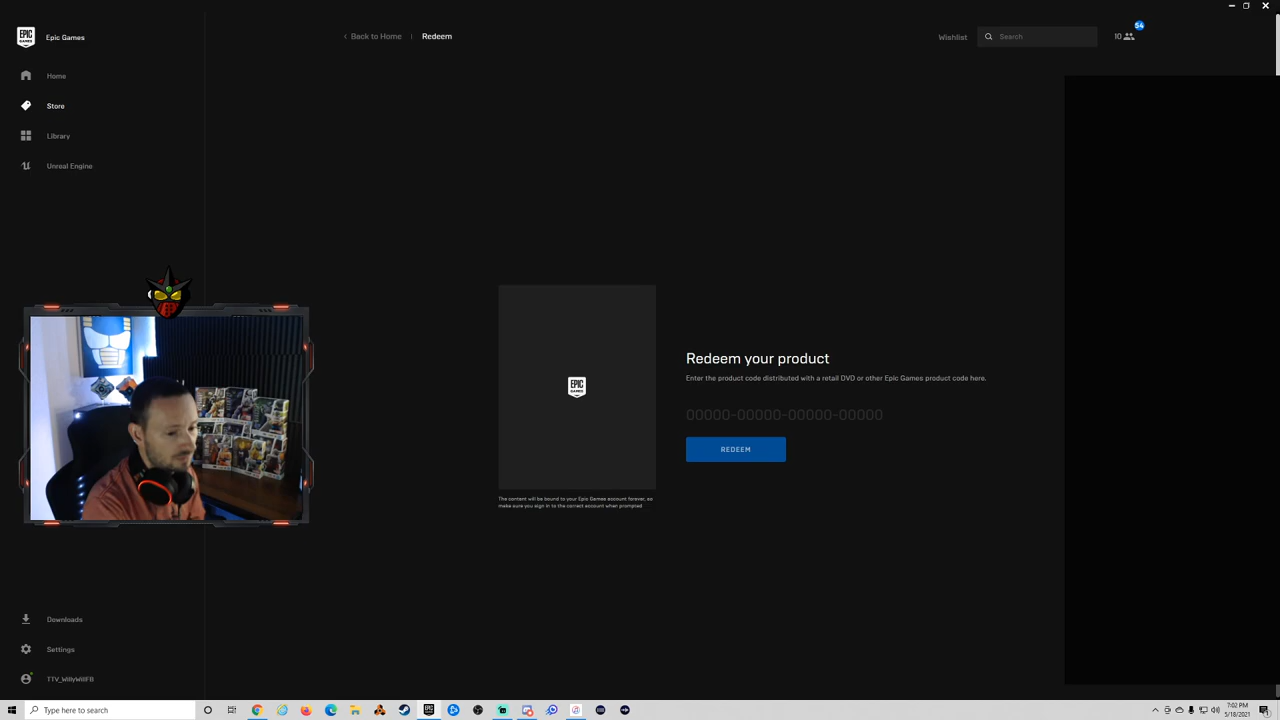 EPIC GAMES
Epic Games
Back to Home
Redeem
Wishlist
Search
10
54
Home
Store
Library
Unreal Engine
EPIC GAMES
Redeem your product
Enter the product code distributed with a retail DVD or other Epic Games product code here.
00000-00000-00000-00000
REDEEM
The content will be bound to your Epic Games account forever, so
make sure you sign in to the correct account when prompted
Downloads
Settings
TTV_WillyWillFB
Type here to search
EPIC GAMES
7:02 PM
5/18/2021